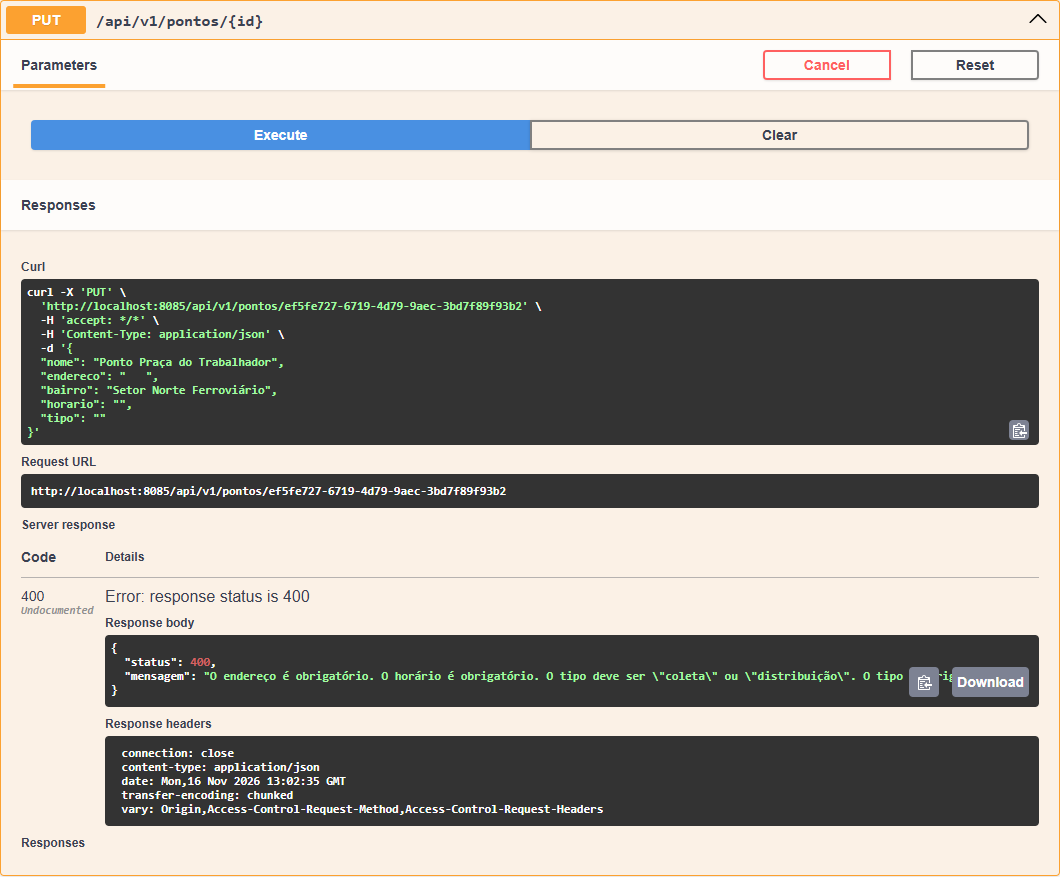 PUT /api/v1/pontos/{id}
Parameters
Cancel
Reset
Execute
Clear
Responses
Curl
curl -X 'PUT' \
  'http://localhost:8085/api/v1/pontos/ef5fe727-6719-4d79-9aec-3bd7f89f93b2' \
  -H 'accept: */*' \
  -H 'Content-Type: application/json' \
  -d '{
  "nome": "Ponto Praça do Trabalhador",
  "endereco": "   ",
  "bairro": "Setor Norte Ferroviário",
  "horario": "",
  "tipo": ""
}'
Request URL
http://localhost:8085/api/v1/pontos/ef5fe727-6719-4d79-9aec-3bd7f89f93b2
Server response
Code Details
400 Error: response status is 400
Undocumented
Response body
{
  "status": 400,
  "mensagem": "O endereço é obrigatório. O horário é obrigatório. O tipo deve ser \"coleta\" ou \"distribuição\". O tipo
}
Download
Response headers
connection: close
content-type: application/json
date: Mon,16 Nov 2026 13:02:35 GMT
transfer-encoding: chunked
vary: Origin,Access-Control-Request-Method,Access-Control-Request-Headers
Responses